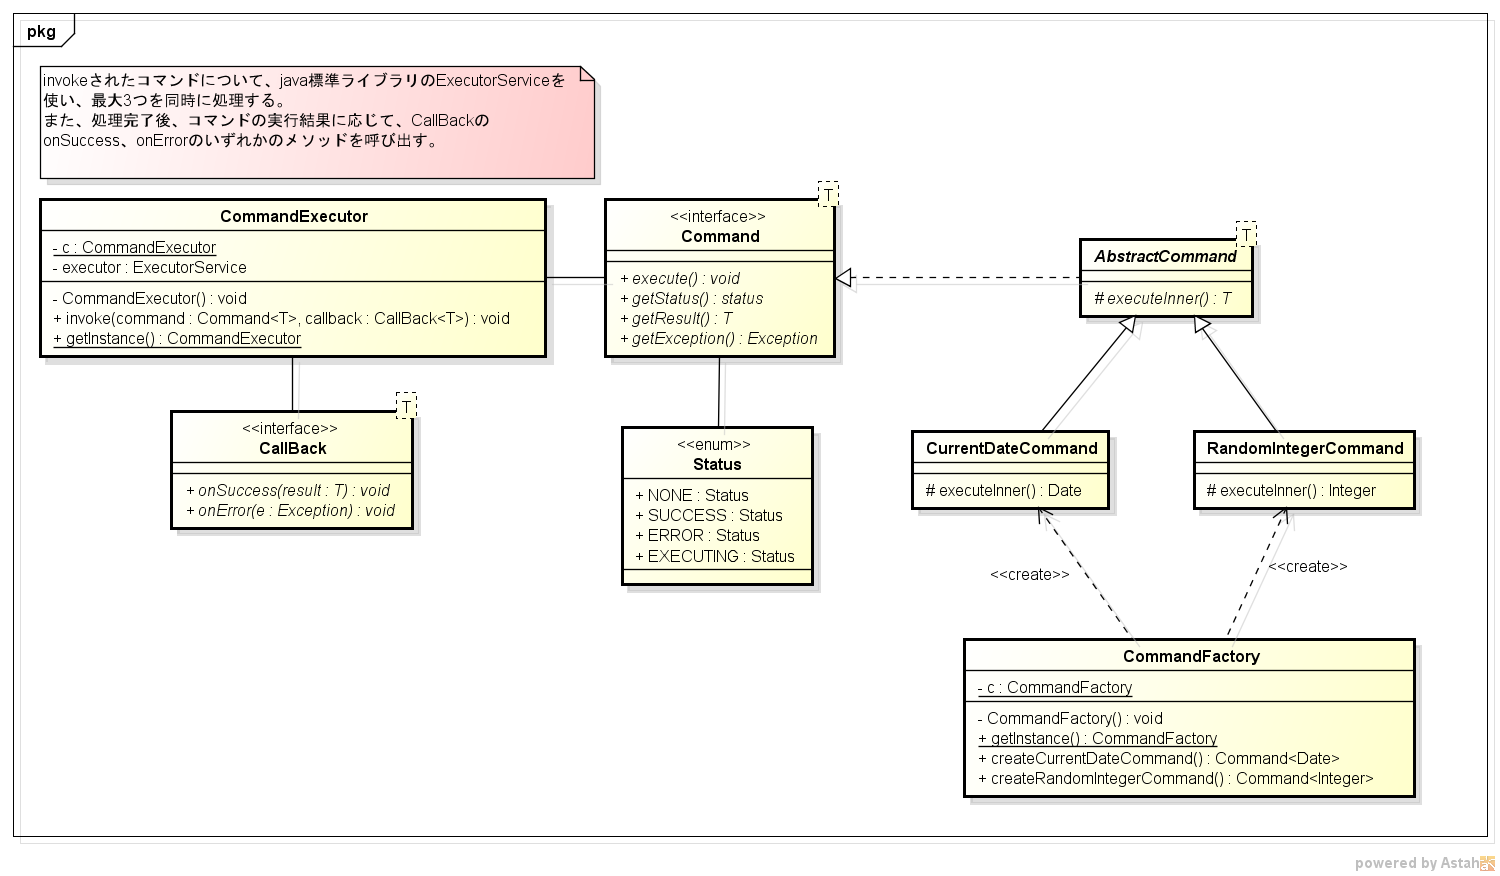 pkg
invokeされたコマンドについて、java標準ライブラリのExecutorServiceを
使い、最大3つを同時に処理する。
また、処理完了後、コマンドの実行結果に応じて、CallBackの
onSuccess、onErrorのいずれかのメソッドを呼び出す。
CommandExecutor
- c : CommandExecutor
- executor : ExecutorService
- CommandExecutor() : void
+ invoke(command : Command<T>, callback : CallBack<T>) : void
+ getInstance() : CommandExecutor
T
<<interface>>
Command
+ execute() : void
+ getStatus() : status
+ getResult() : T
+ getException() : Exception
T
AbstractCommand
# executeInner() : T
T
<<interface>>
CallBack
+ onSuccess(result : T) : void
+ onError(e : Exception) : void
<<enum>>
Status
+ NONE : Status
+ SUCCESS : Status
+ ERROR : Status
+ EXECUTING : Status
CurrentDateCommand
# executeInner() : Date
RandomIntegerCommand
# executeInner() : Integer
<<create>>
<<create>>
CommandFactory
- c : CommandFactory
- CommandFactory() : void
+ getInstance() : CommandFactory
+ createCurrentDateCommand() : Command<Date>
+ createRandomIntegerCommand() : Command<Integer>
powered by Astah